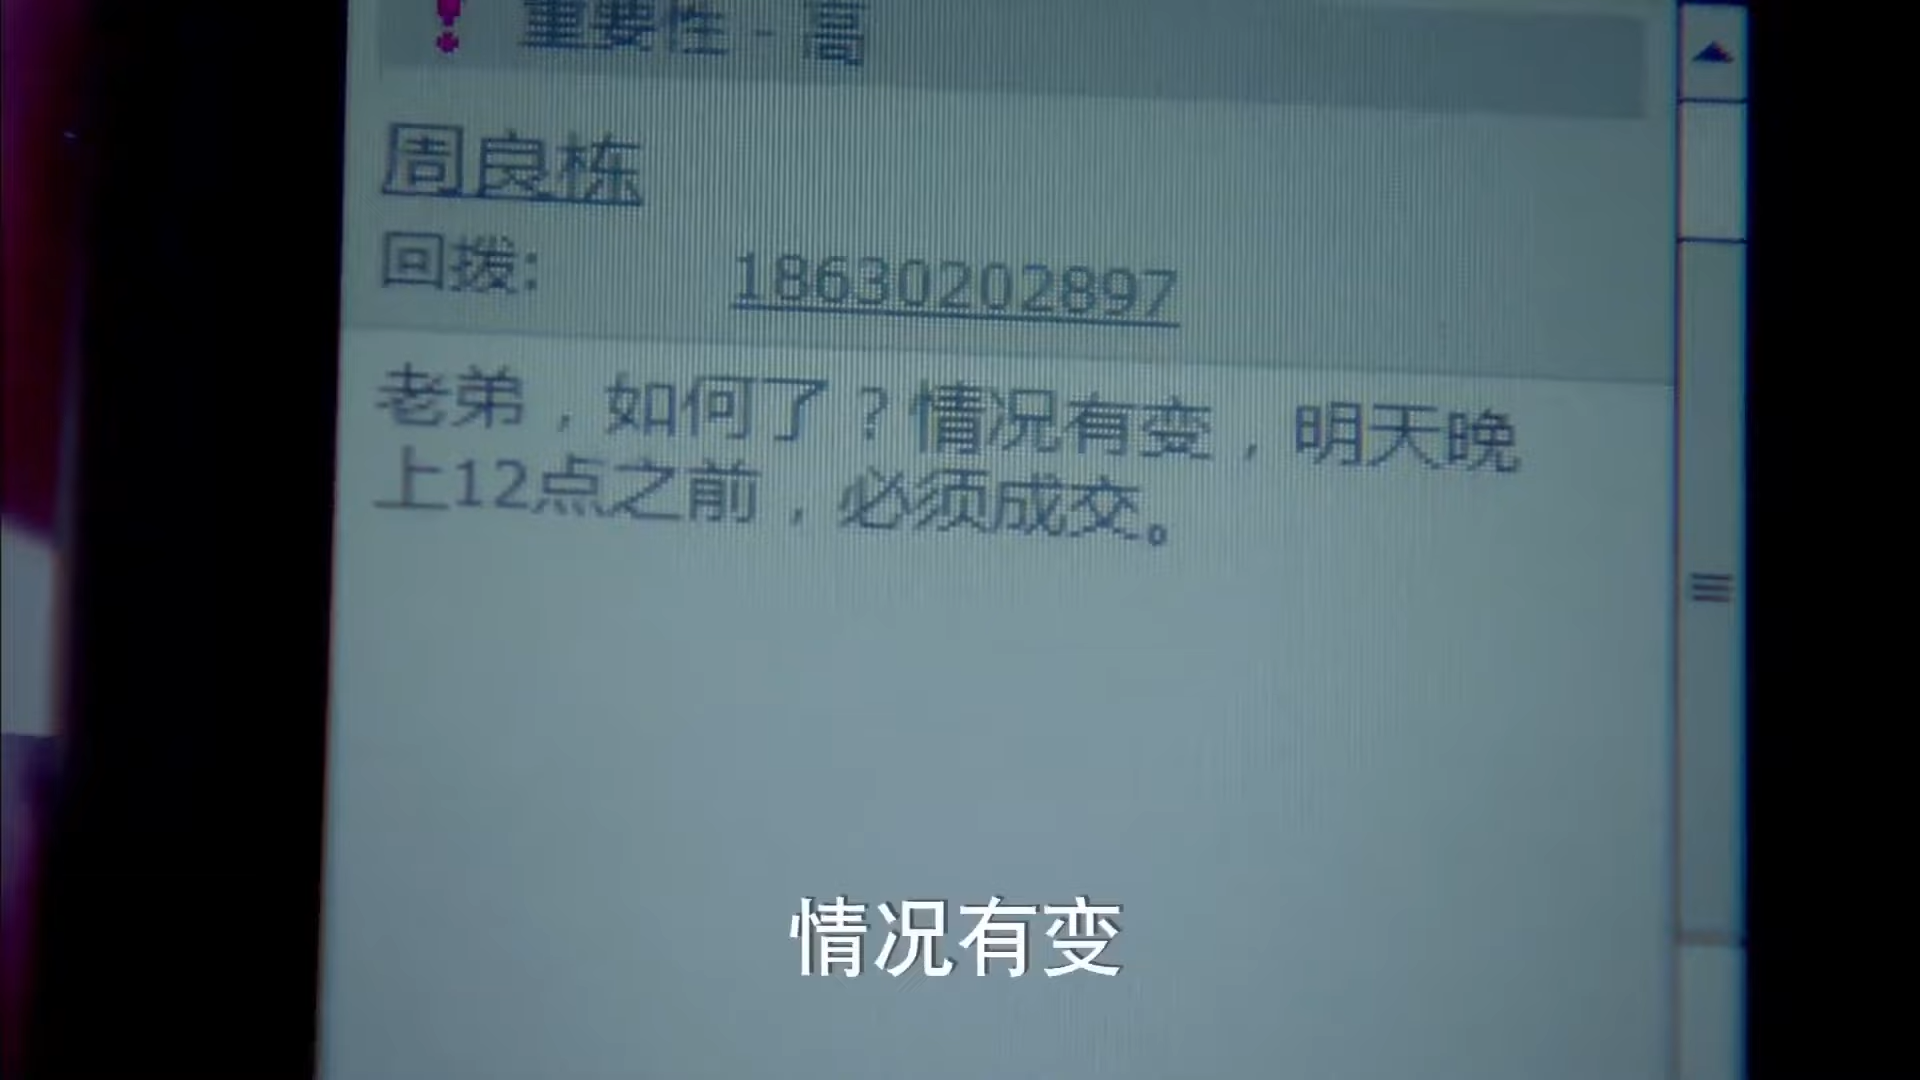 重要性 - 高
周良栋
回拨:
18630202897
老弟，如何了？情况有变，明天晚
上12点之前，必须成交。
情况有变